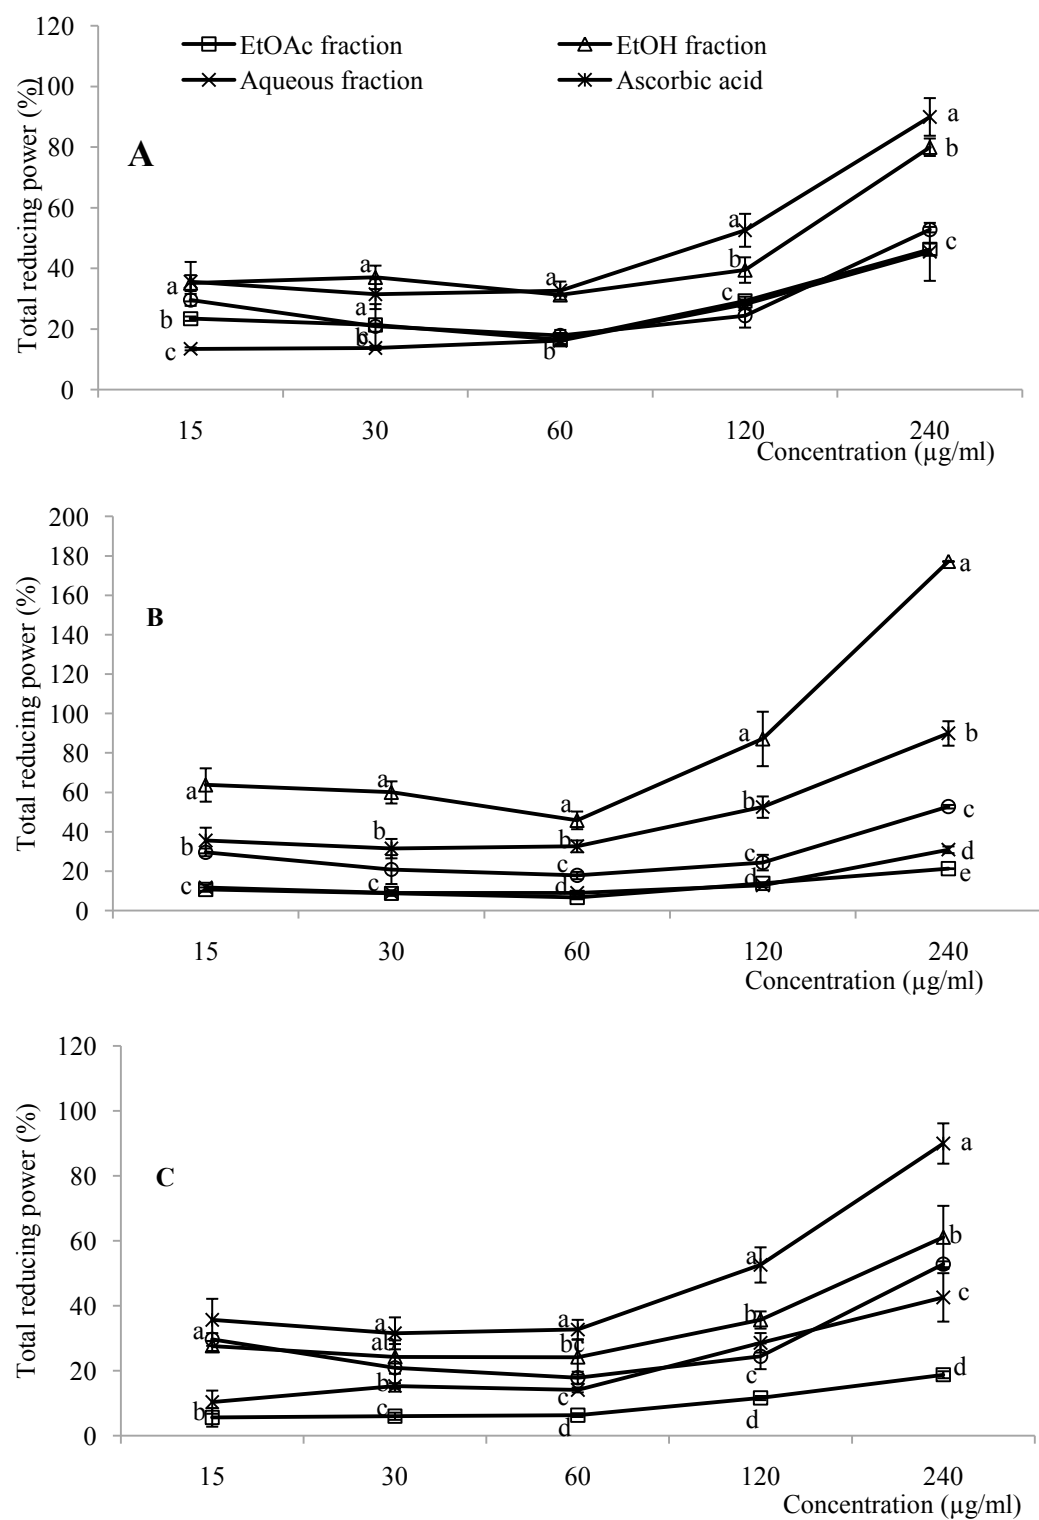 EtOAc fraction EtOH fraction
Aqueous fraction Ascorbic acid
Total reducing power (%)
A
120
100
80
60
40
20
0
a
b
c
a
a
b
b
a
b
a
b
c
a
b
c
15 30 60 120 240
Concentration (µg/ml)
Total reducing power (%)
B
200
180
160
140
120
100
80
60
40
20
0
a
b
c
a
b
c
a
b
c
d
a
b
c
d
a
b
c
d
e
15 30 60 120 240
Concentration (µg/ml)
Total reducing power (%)
C
120
100
80
60
40
20
0
a
b
a
ab
b
c
a
bc
c
d
a
b
c
d
a
b
c
d
15 30 60 120 240
Concentration (µg/ml)